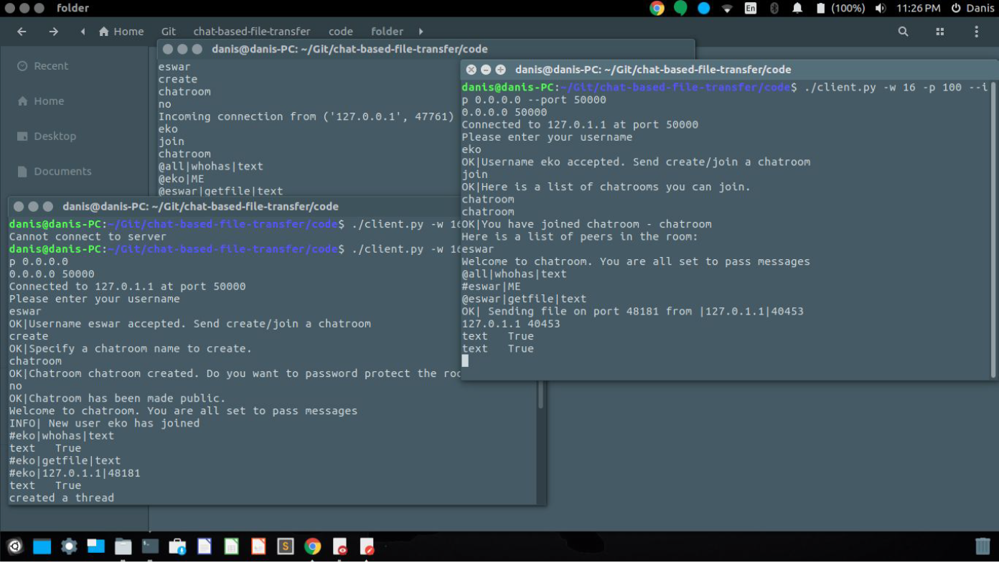 folder
En
(100%)
11:26 PM
Danis
Home
Git
chat-based-file-transfer
code
folder
Recent
Home
Desktop
Documents
danis@danis-PC: ~/Git/chat-based-file-transfer/code
eswar
create
chatroom
no
Incoming connection from ('127.0.0.1', 47761)
eko
join
chatroom
@all|whohas|text
@eko|ME
@eswar|getfile|text
danis@danis-PC: ~/Git/chat-based-file-transfer/code
danis@danis-PC:~/Git/chat-based-file-transfer/code$ ./client.py -w 16
Cannot connect to server
danis@danis-PC:~/Git/chat-based-file-transfer/code$ ./client.py -w 16
p 0.0.0.0
0.0.0.0 50000
Connected to 127.0.1.1 at port 50000
Please enter your username
eswar
OK|Username eswar accepted. Send create/join a chatroom
create
OK|Specify a chatroom name to create.
chatroom
OK|Chatroom chatroom created. Do you want to password protect the roo
no
OK|Chatroom has been made public.
Welcome to chatroom. You are all set to pass messages
INFO| New user eko has joined
#eko|whohas|text
text   True
#eko|getfile|text
#eko|127.0.1.1|48181
text   True
created a thread
danis@danis-PC: ~/Git/chat-based-file-transfer/code
danis@danis-PC:~/Git/chat-based-file-transfer/code$ ./client.py -w 16 -p 100 --i
p 0.0.0.0 --port 50000
0.0.0.0 50000
Connected to 127.0.1.1 at port 50000
Please enter your username
eko
OK|Username eko accepted. Send create/join a chatroom
join
OK|Here is a list of chatrooms you can join.
chatroom
chatroom
OK|You have joined chatroom - chatroom
Here is a list of peers in the room:
eswar
Welcome to chatroom. You are all set to pass messages
@all|whohas|text
#eswar|ME
@eswar|getfile|text
OK| Sending file on port 48181 from |127.0.1.1|40453
127.0.1.1 40453
text   True
text   True
S